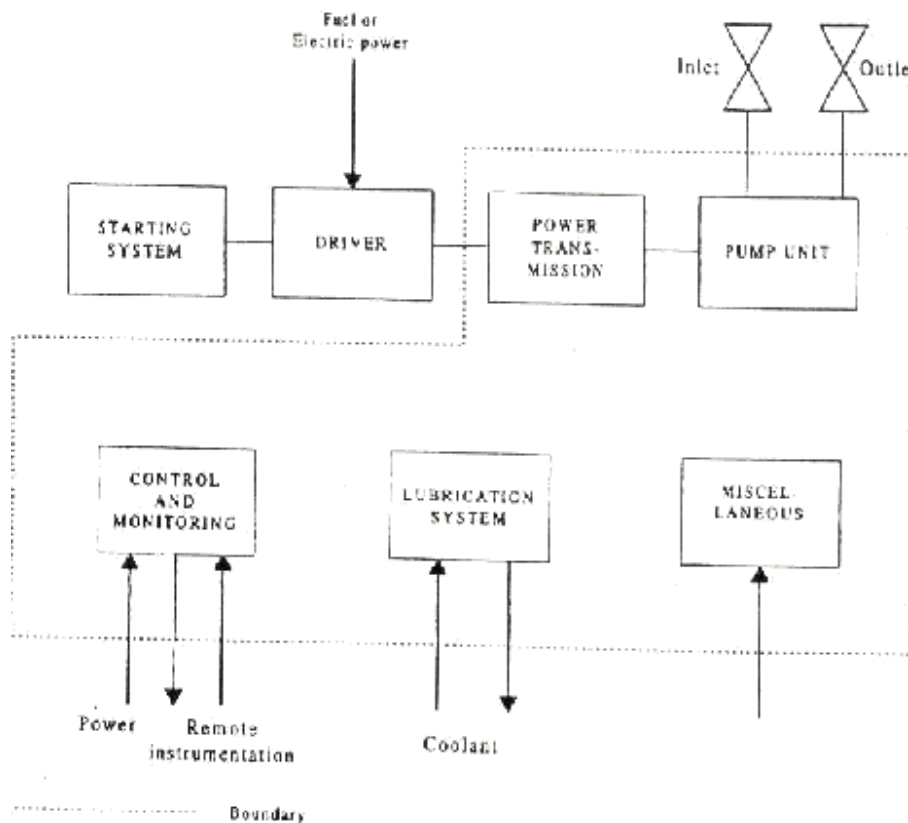 Fuel or
Electric power
Inlet
Outle
STARTING
SYSTEM
DRIVER
POWER
TRANS-
MISSION
PUMP UNIT
CONTROL
AND
MONITORING
LUBRICATION
SYSTEM
MISCEL-
LANEOUS
Power
Remote
instrumentation
Coolant
Boundary